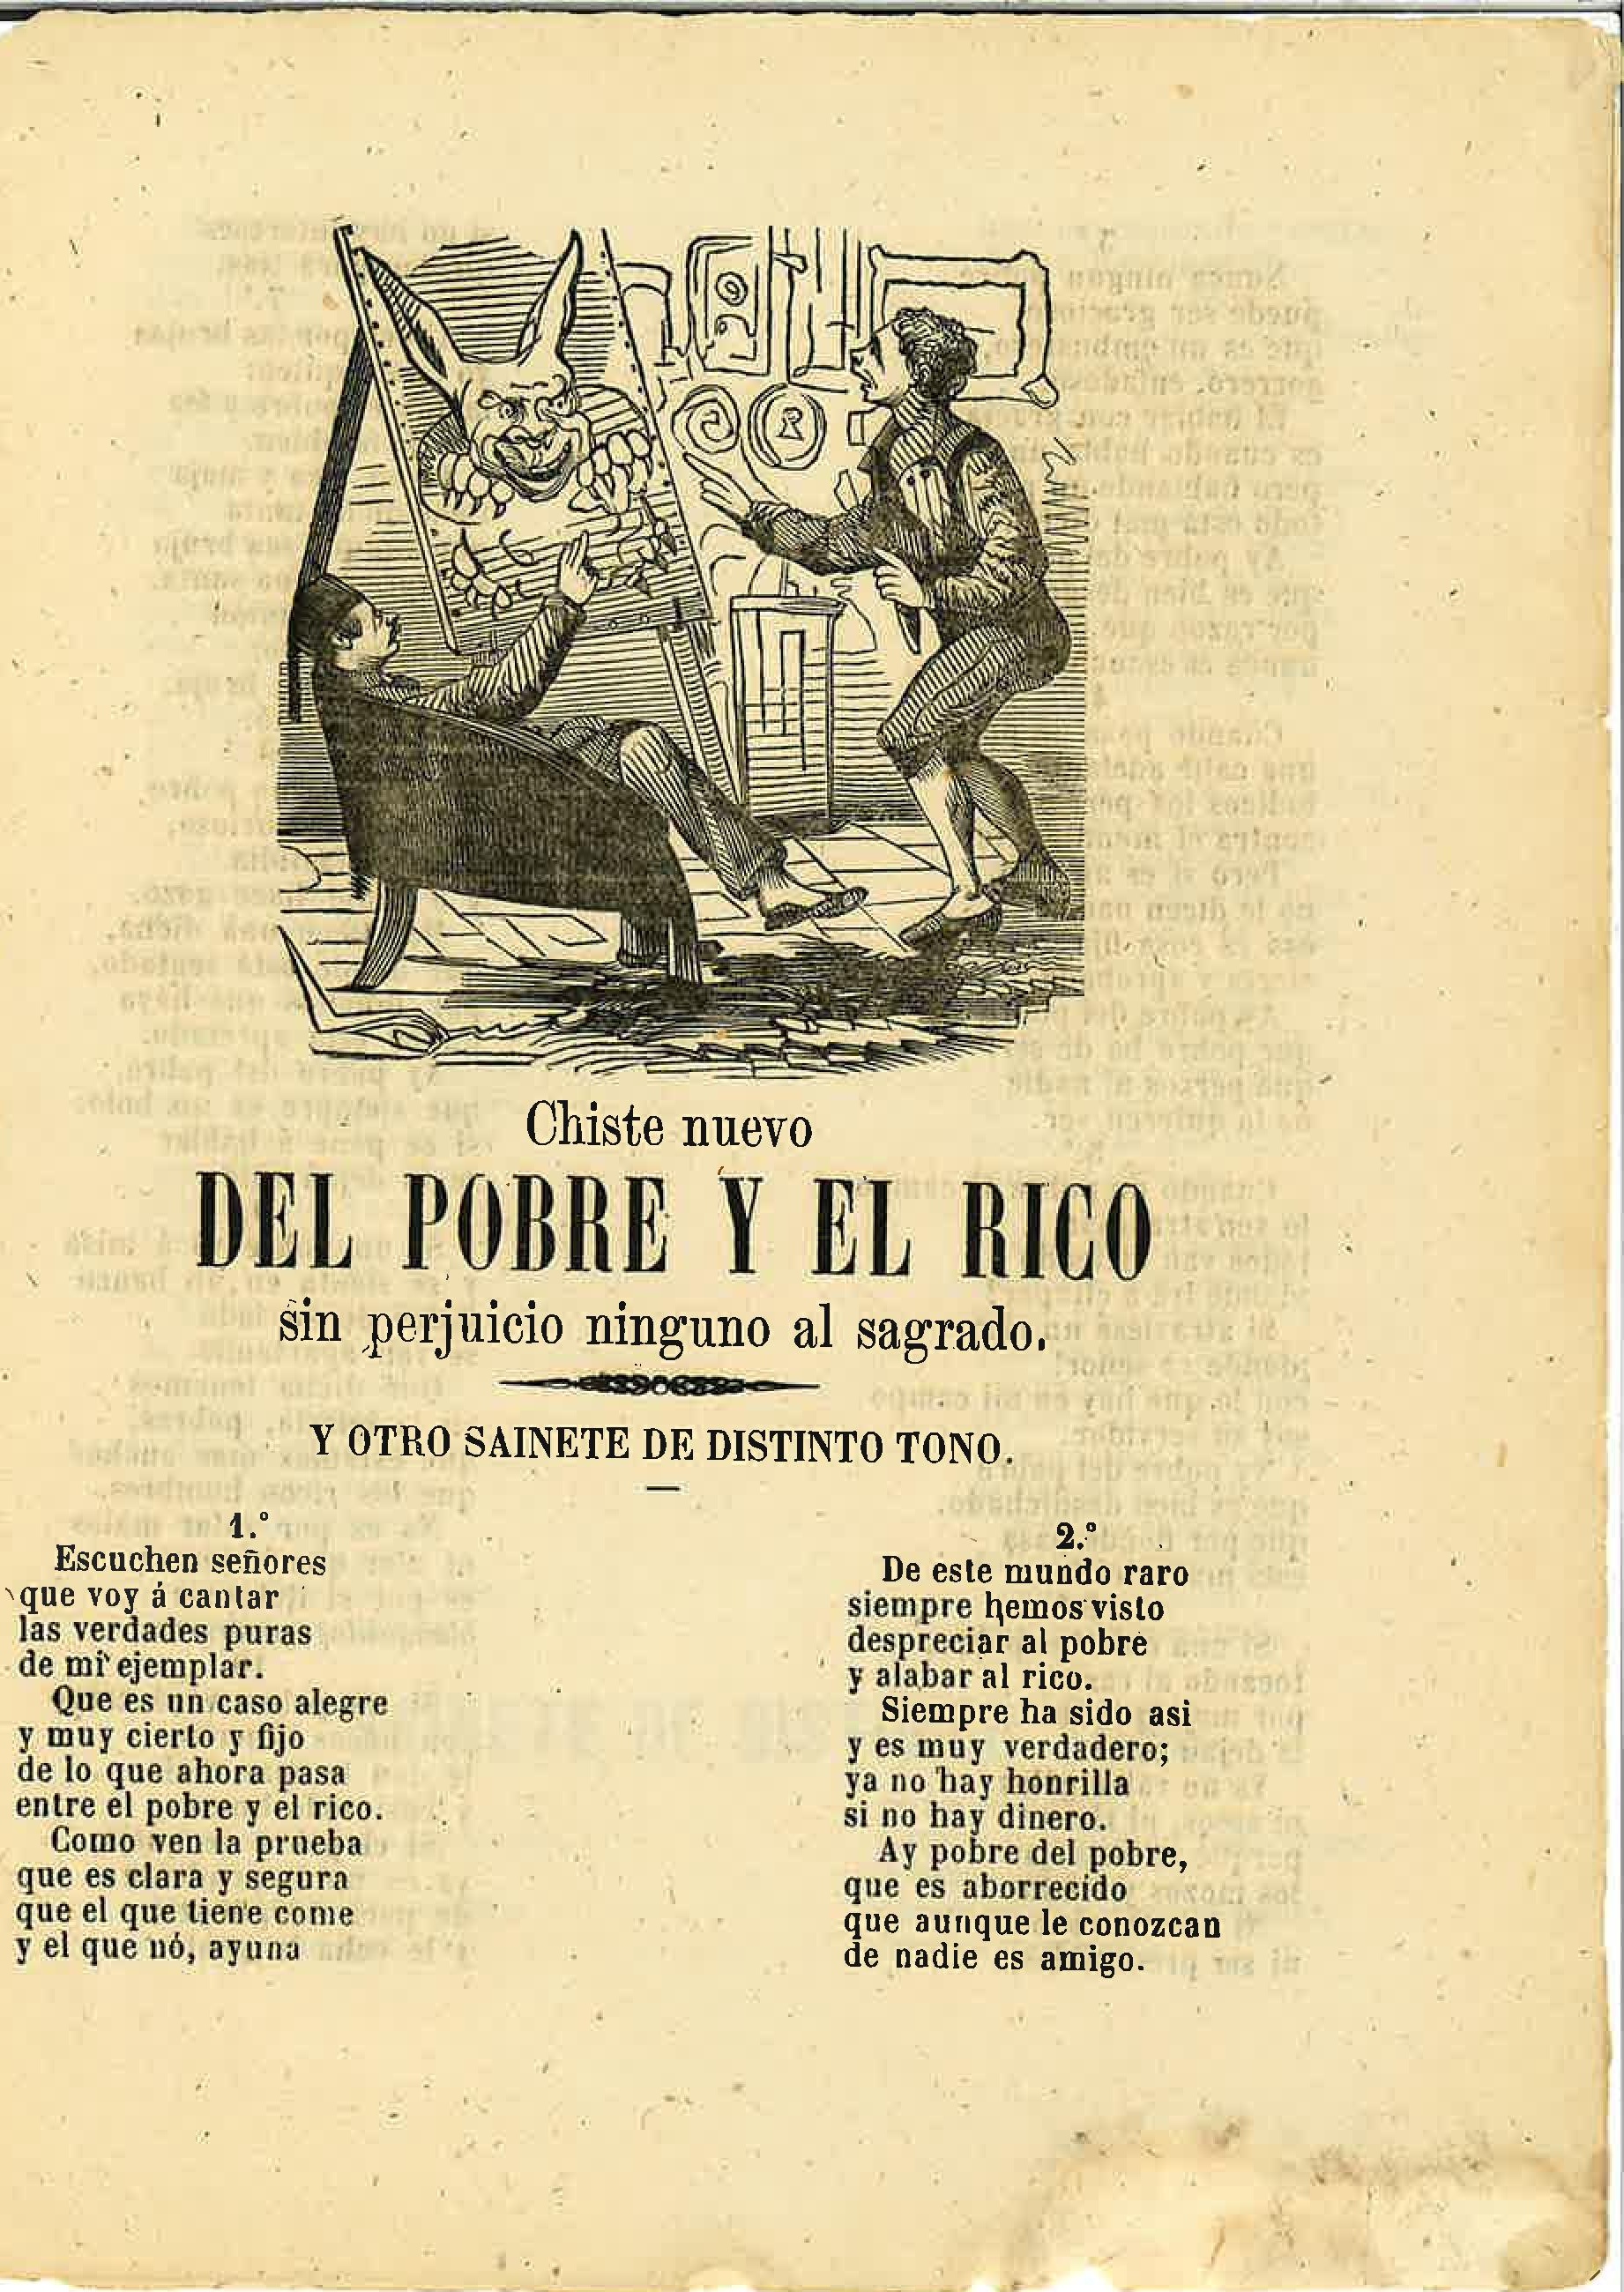 Chiste nuevo
DEL POBRE Y EL RICO
sin perjuicio ninguno al sagrado.
Y OTRO SAINETE DE DISTINTO TONO.
1.º
Escuchen señores
que voy á cantar
las verdades puras
de mi ejemplar.
Que es un caso alegre
y muy cierto y fijo
de lo que ahora pasa
entre el pobre y el rico.
Como ven la prueba
que es clara y segura
que el que tiene come
y el que nó, ayuna
2.º
De este mundo raro
siempre hemos visto
despreciar al pobre
y alabar al rico.
Siempre ha sido asi
y es muy verdadero;
ya no hay honrilla
si no hay dinero.
Ay pobre del pobre,
que es aborrecido
que aunque le conozcan
de nadie es amigo.